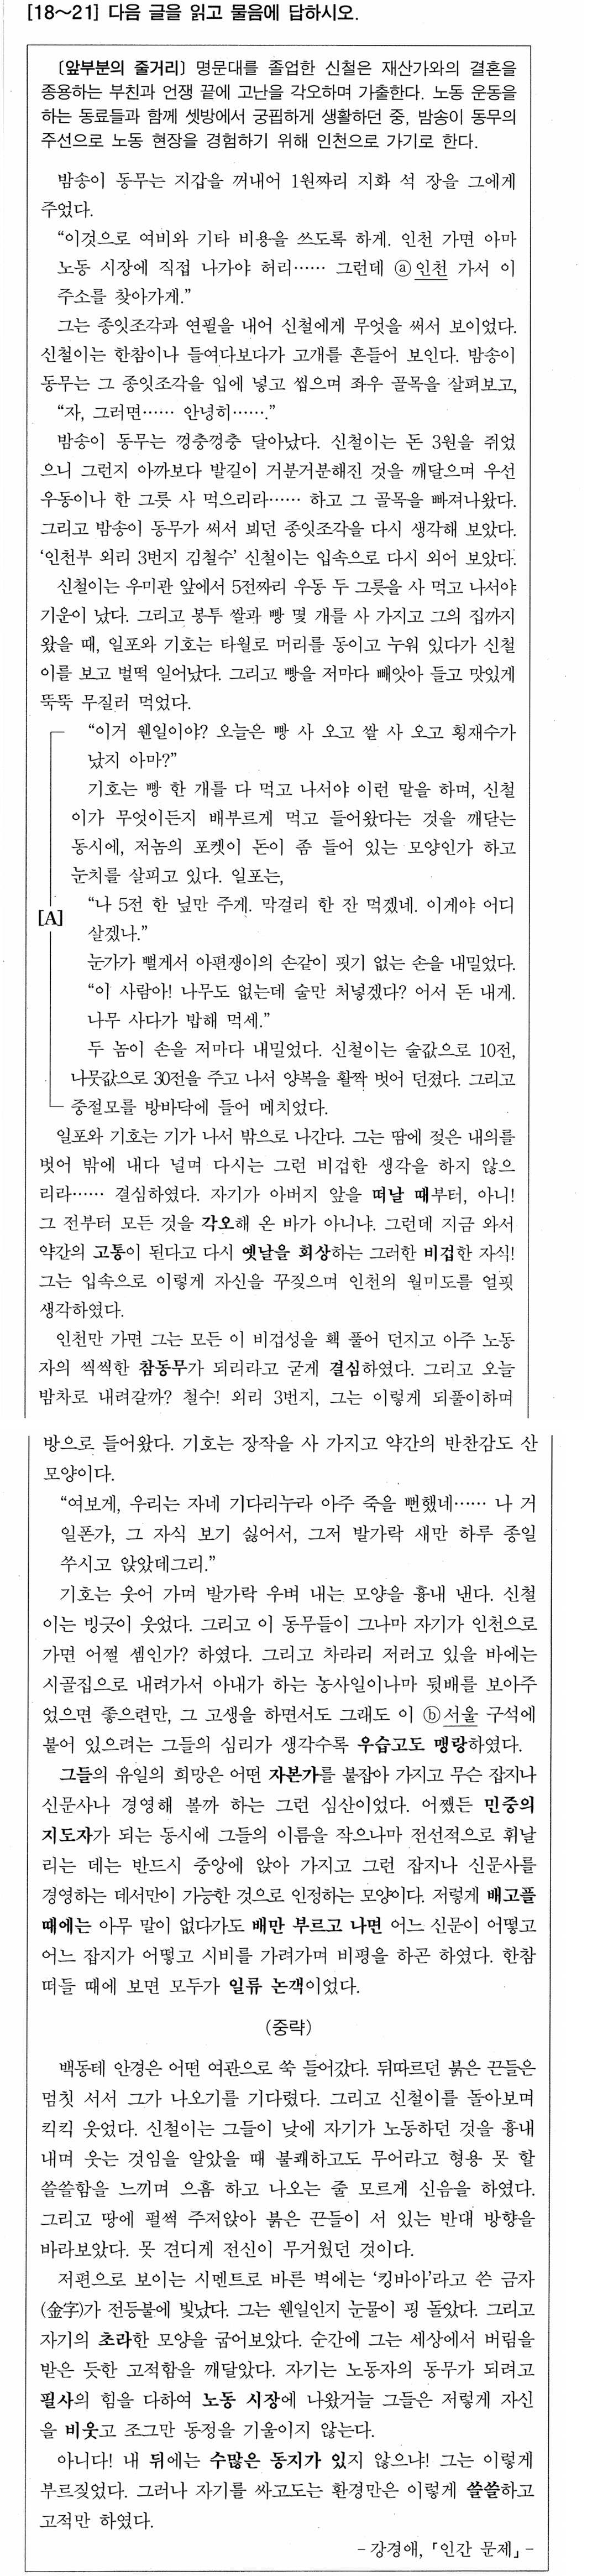 [18~21] 다음 글을 읽고 물음에 답하시오.
[앞부분의 줄거리] 명문대를 졸업한 신철은 재산가와의 결혼을
종용하는 부친과 언쟁 끝에 고난을 각오하며 가출한다. 노동 운동을
하는 동료들과 함께 셋방에서 궁핍하게 생활하던 중, 밤송이 동무의
주선으로 노동 현장을 경험하기 위해 인천으로 가기로 한다.
밤송이 동무는 지갑을 꺼내어 1원짜리 지화 석 장을 그에게
주었다.
“이것으로 여비와 기타 비용을 쓰도록 하게. 인천 가면 아마
노동 시장에 직접 나가야 허리…… 그런데 ⓐ인천 가서 이
주소를 찾아가게.”
그는 종잇조각과 연필을 내어 신철에게 무엇을 써서 보이었다.
신철이는 한참이나 들여다보다가 고개를 흔들어 보인다. 밤송이
동무는 그 종잇조각을 입에 넣고 씹으며 좌우 골목을 살펴보고,
“자, 그러면…… 안녕히…….”
밤송이 동무는 껑충껑충 달아났다. 신철이는 돈 3원을 쥐었
으니 그런지 아까보다 발길이 거분거분해진 것을 깨달으며 우선
우동이나 한 그릇 사 먹으리라…… 하고 그 골목을 빠져나왔다.
그리고 밤송이 동무가 써서 뵈던 종잇조각을 다시 생각해 보았다.
‘인천부 외리 3번지 김철수’ 신철이는 입속으로 다시 외어 보았다.
신철이는 우미관 앞에서 5전짜리 우동 두 그릇을 사 먹고 나서야
기운이 났다. 그리고 봉투 쌀과 빵 몇 개를 사 가지고 그의 집까지
왔을 때, 일포와 기호는 타월로 머리를 동이고 누워 있다가 신철
이를 보고 벌떡 일어났다. 그리고 빵을 저마다 빼앗아 들고 맛있게
뚝뚝 무질러 먹었다.
“이거 웬일이야? 오늘은 빵 사 오고 쌀 사 오고 횡재수가
났지 아마?”
기호는 빵 한 개를 다 먹고 나서야 이런 말을 하며, 신철
이가 무엇이든지 배부르게 먹고 들어왔다는 것을 깨닫는
동시에, 저놈의 포켓이 돈이 좀 들어 있는 모양인가 하고
눈치를 살피고 있다. 일포는,
[A]
“나 5전 한 닢만 주게. 막걸리 한 잔 먹겠네. 이게야 어디
살겠나.”
눈가가 뻘게서 아편쟁이의 손같이 핏기 없는 손을 내밀었다.
“이 사람아! 나무도 없는데 술만 처넣겠다? 어서 돈 내게.
나무 사다가 밥해 먹세.”
두 놈이 손을 저마다 내밀었다. 신철이는 술값으로 10전,
나뭇값으로 30전을 주고 나서 양복을 활짝 벗어 던졌다. 그리고
중절모를 방바닥에 들어 메치었다.
일포와 기호는 기가 나서 밖으로 나간다. 그는 땀에 젖은 내의를
벗어 밖에 내다 널며 다시는 그런 비겁한 생각을 하지 않으
리라…… 결심하였다. 자기가 아버지 앞을 떠날 때부터, 아니!
그 전부터 모든 것을 각오해 온 바가 아니냐. 그런데 지금 와서
약간의 고통이 된다고 다시 옛날을 회상하는 그러한 비겁한 자식!
그는 입속으로 이렇게 자신을 꾸짖으며 인천의 월미도를 얼핏
생각하였다.
인천만 가면 그는 모든 이 비겁성을 홱 풀어 던지고 아주 노동
자의 씩씩한 참동무가 되리라고 굳게 결심하였다. 그리고 오늘
밤차로 내려갈까? 철수! 외리 3번지, 그는 이렇게 되풀이하며
방으로 들어왔다. 기호는 장작을 사 가지고 약간의 반찬감도 산
모양이다.
“여보게, 우리는 자네 기다리누라 아주 죽을 뻔했네…… 나 거
일폰가, 그 자식 보기 싫어서, 그저 발가락 새만 하루 종일
쑤시고 앉았데그리.”
기호는 웃어 가며 발가락 우벼 내는 모양을 흉내 낸다. 신철
이는 빙긋이 웃었다. 그리고 이 동무들이 그나마 자기가 인천으로
가면 어쩔 셈인가? 하였다. 그리고 차라리 저러고 있을 바에는
시골집으로 내려가서 아내가 하는 농사일이나마 뒷배를 보아주
었으면 좋으련만, 그 고생을 하면서도 그래도 이 ⓑ서울 구석에
붙어 있으려는 그들의 심리가 생각수록 우습고도 맹랑하였다.
그들의 유일의 희망은 어떤 자본가를 붙잡아 가지고 무슨 잡지나
신문사나 경영해 볼까 하는 그런 심산이었다. 어쨌든 민중의
지도자가 되는 동시에 그들의 이름을 작으나마 전선적으로 휘날
리는 데는 반드시 중앙에 앉아 가지고 그런 잡지나 신문사를
경영하는 데서만이 가능한 것으로 인정하는 모양이다. 저렇게 배고플
때에는 아무 말이 없다가도 배만 부르고 나면 어느 신문이 어떻고
어느 잡지가 어떻고 시비를 가려가며 비평을 하곤 하였다. 한참
떠들 때에 보면 모두가 일류 논객이었다.
(중략)
백동테 안경은 어떤 여관으로 쑥 들어갔다. 뒤따르던 붉은 끈들은
멈칫 서서 그가 나오기를 기다렸다. 그리고 신철이를 돌아보며
킥킥 웃었다. 신철이는 그들이 낮에 자기가 노동하던 것을 흉내
내며 웃는 것임을 알았을 때 불쾌하고도 무어라고 형용 못 할
쓸쓸함을 느끼며 으흠 하고 나오는 줄 모르게 신음을 하였다.
그리고 땅에 펄썩 주저앉아 붉은 끈들이 서 있는 반대 방향을
바라보았다. 못 견디게 전신이 무거웠던 것이다.
저편으로 보이는 시멘트로 바른 벽에는 ‘킹바아’라고 쓴 금자
(金字)가 전등불에 빛났다. 그는 웬일인지 눈물이 핑 돌았다. 그리고
자기의 초라한 모양을 굽어보았다. 순간에 그는 세상에서 버림을
받은 듯한 고적함을 깨달았다. 자기는 노동자의 동무가 되려고
필사의 힘을 다하여 노동 시장에 나왔거늘 그들은 저렇게 자신
을 비웃고 조그만 동정을 기울이지 않는다.
아니다! 내 뒤에는 수많은 동지가 있지 않으냐! 그는 이렇게
부르짖었다. 그러나 자기를 싸고도는 환경만은 이렇게 쓸쓸하고
고적만 하였다.
- 강경애, 「인간 문제」 -